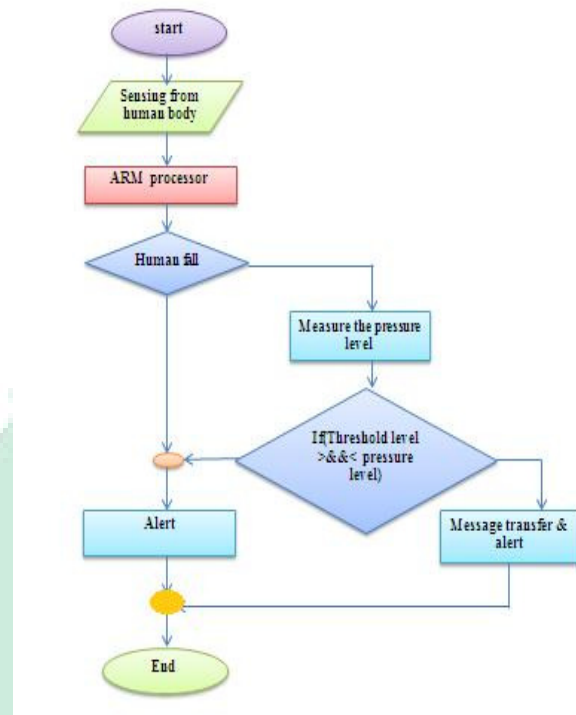 start
Sensing from
human body
ARM processor
Human fall
Measure the pressure
level
If(Threshold level
>&&< pressure
level)
Alert
Message transfer &
alert
End